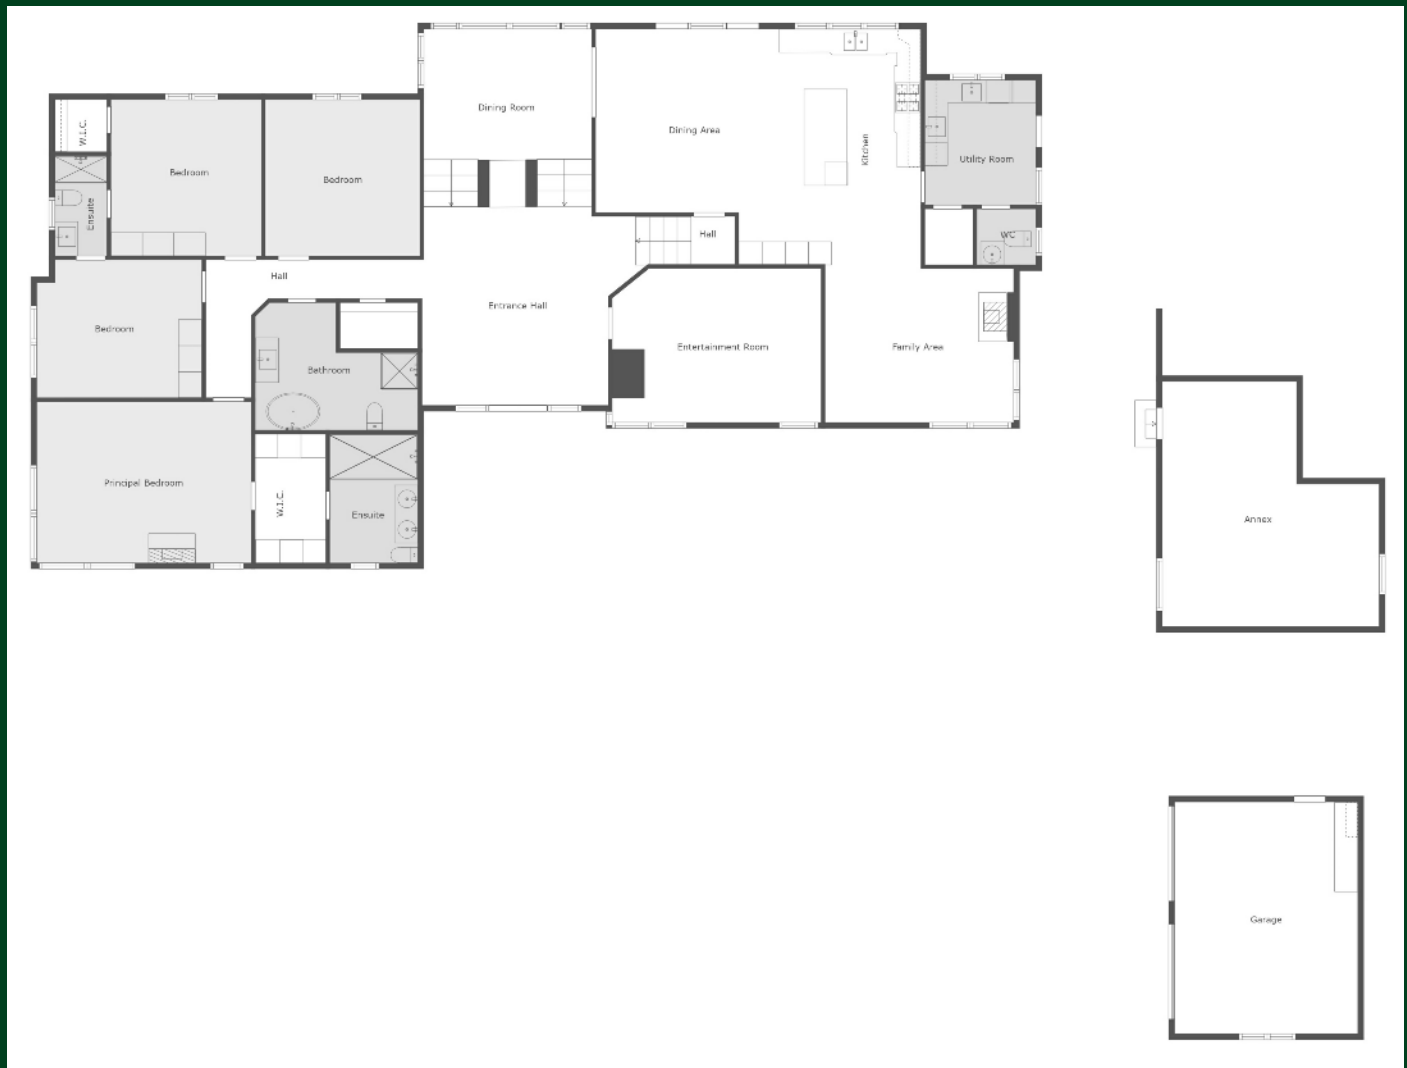 Dining Room
Dining Area
W.I.C.
Bedroom
Bedroom
Kitchen
Utility Room
Ensuite
Hall
WC
Hall
Entrance Hall
Bedroom
Entertainment Room
Family Area
Bathroom
Principal Bedroom
W.I.C.
Ensuite
Annex
Garage